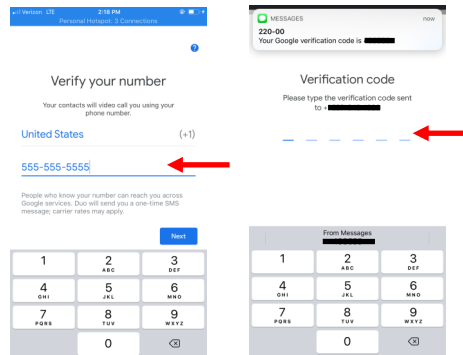 Verizon LTE 2:18 PM
Personal Hotspot: 3 Connections
?
Verify your number
Your contacts will video call you using your
phone number.
United States (+1)
555-555-5555
People who know your number can reach you across
Google services. Duo will send you a one-time SMS
message; carrier rates may apply.
Next
1 2 3
ABC DEF
4 5 6
GHI JKL MNO
7 8 9
PQRS TUV WXYZ
0
MESSAGES now
220-00
Your Google verification code is
Verification code
Please type the verification code sent
to +
From Messages
1 2 3
ABC DEF
4 5 6
GHI JKL MNO
7 8 9
PQRS TUV WXYZ
0